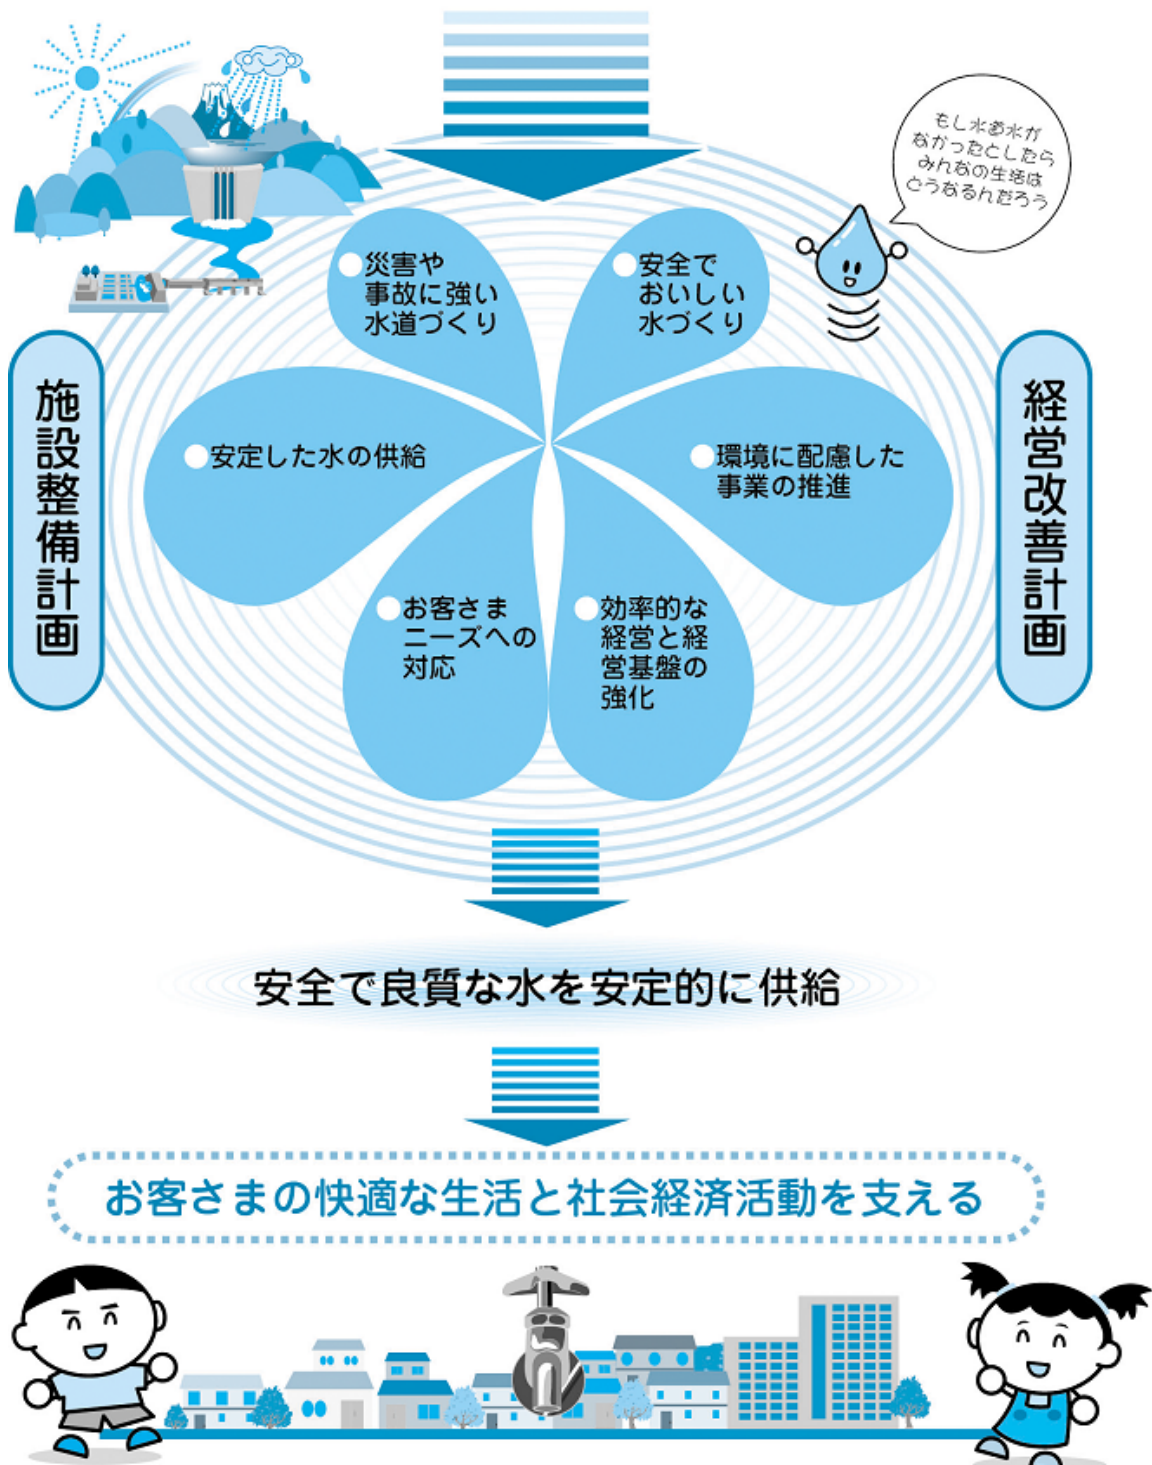 もし水道水が
なかったとしたら
みんなの生活は
どうなるんだろう
災害や
事故に強い
水道づくり
安全で
おいしい
水づくり
施設整備計画
安定した水の供給
環境に配慮した
事業の推進
経営改善計画
お客さま
ニーズへの
対応
効率的な
経営と経
営基盤の
強化
安全で良質な水を安定的に供給
お客さまの快適な生活と社会経済活動を支える